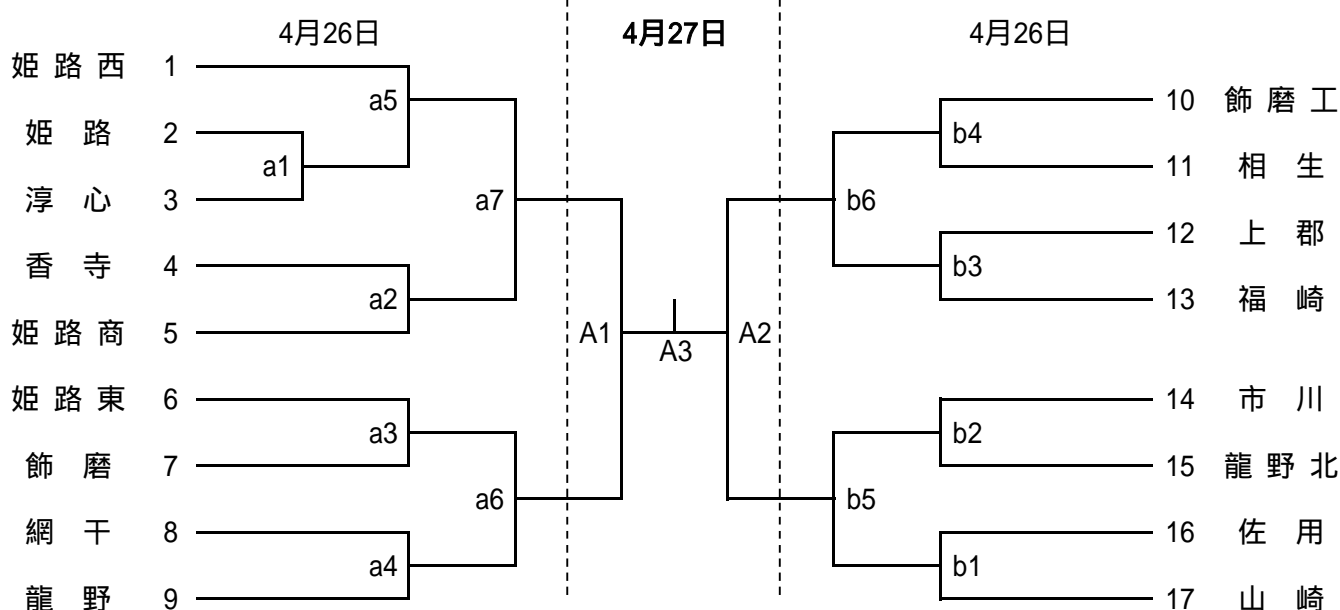 4月26日 4月27日 4月26日
姫路西 1
a5
10 飾磨工
姫路 2
b4
a1
11 相生
淳心 3
a7
b6
12 上郡
香寺 4
b3
a2
13 福崎
姫路商 5
A1
A3
A2
姫路東 6
14 市川
a3
b2
飾磨 7
15 龍野北
a6
b5
網干 8
16 佐用
a4
b1
龍野 9
17 山崎